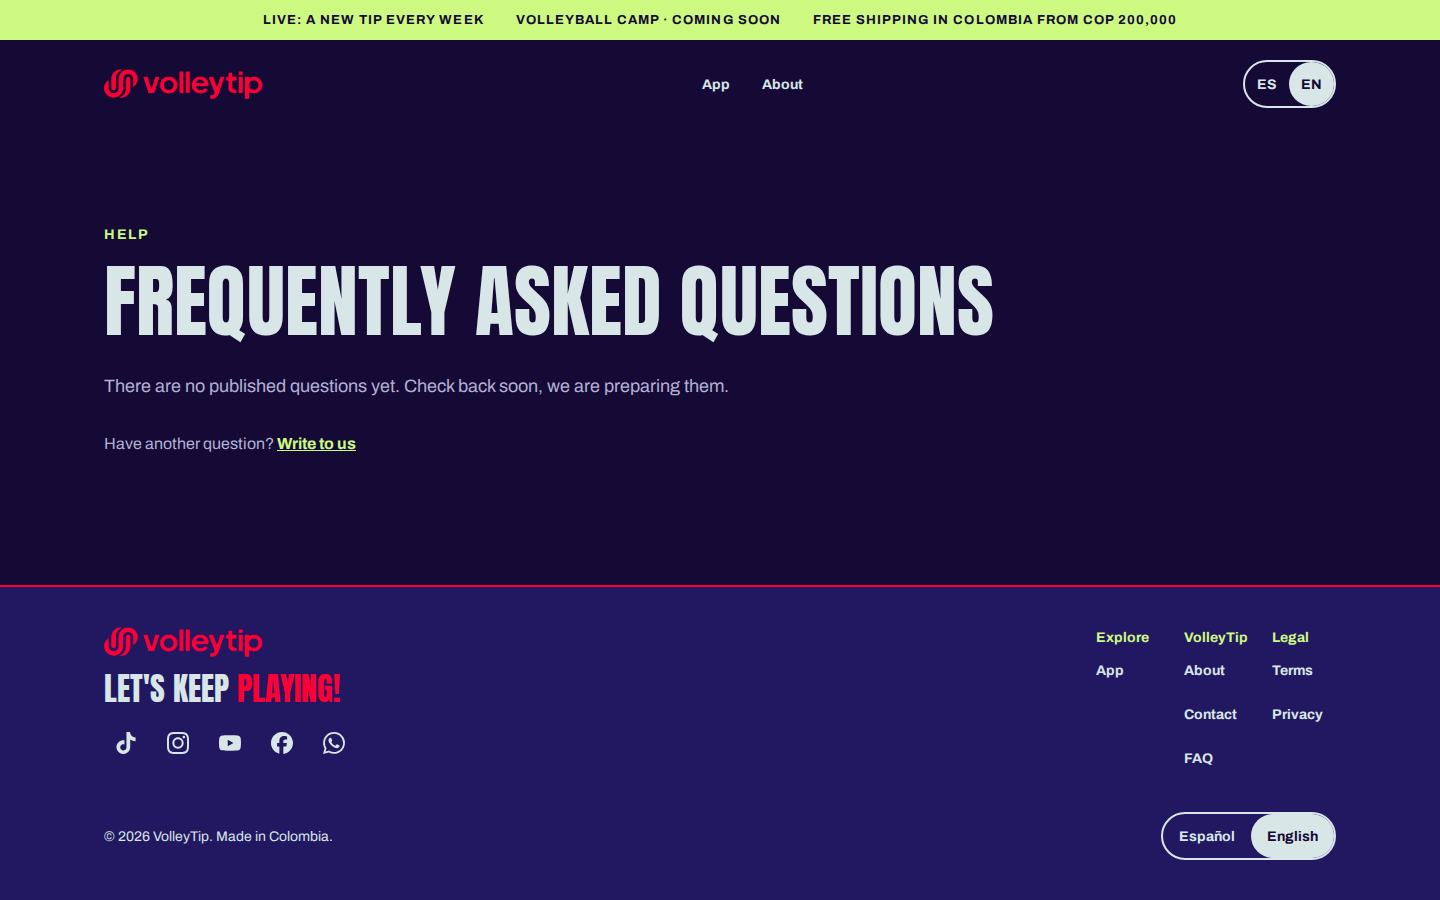 LIVE: A NEW TIP EVERY WEEK VOLLEYBALL CAMP · COMING SOON FREE SHIPPING IN COLOMBIA FROM COP 200,000
volleytip App About ES EN
HELP
FREQUENTLY ASKED QUESTIONS
There are no published questions yet. Check back soon, we are preparing them.
Have another question? Write to us
volleytip
LET'S KEEP PLAYING!
Explore VolleyTip Legal
App About Terms
Contact Privacy
FAQ
© 2026 VolleyTip. Made in Colombia.
Español English